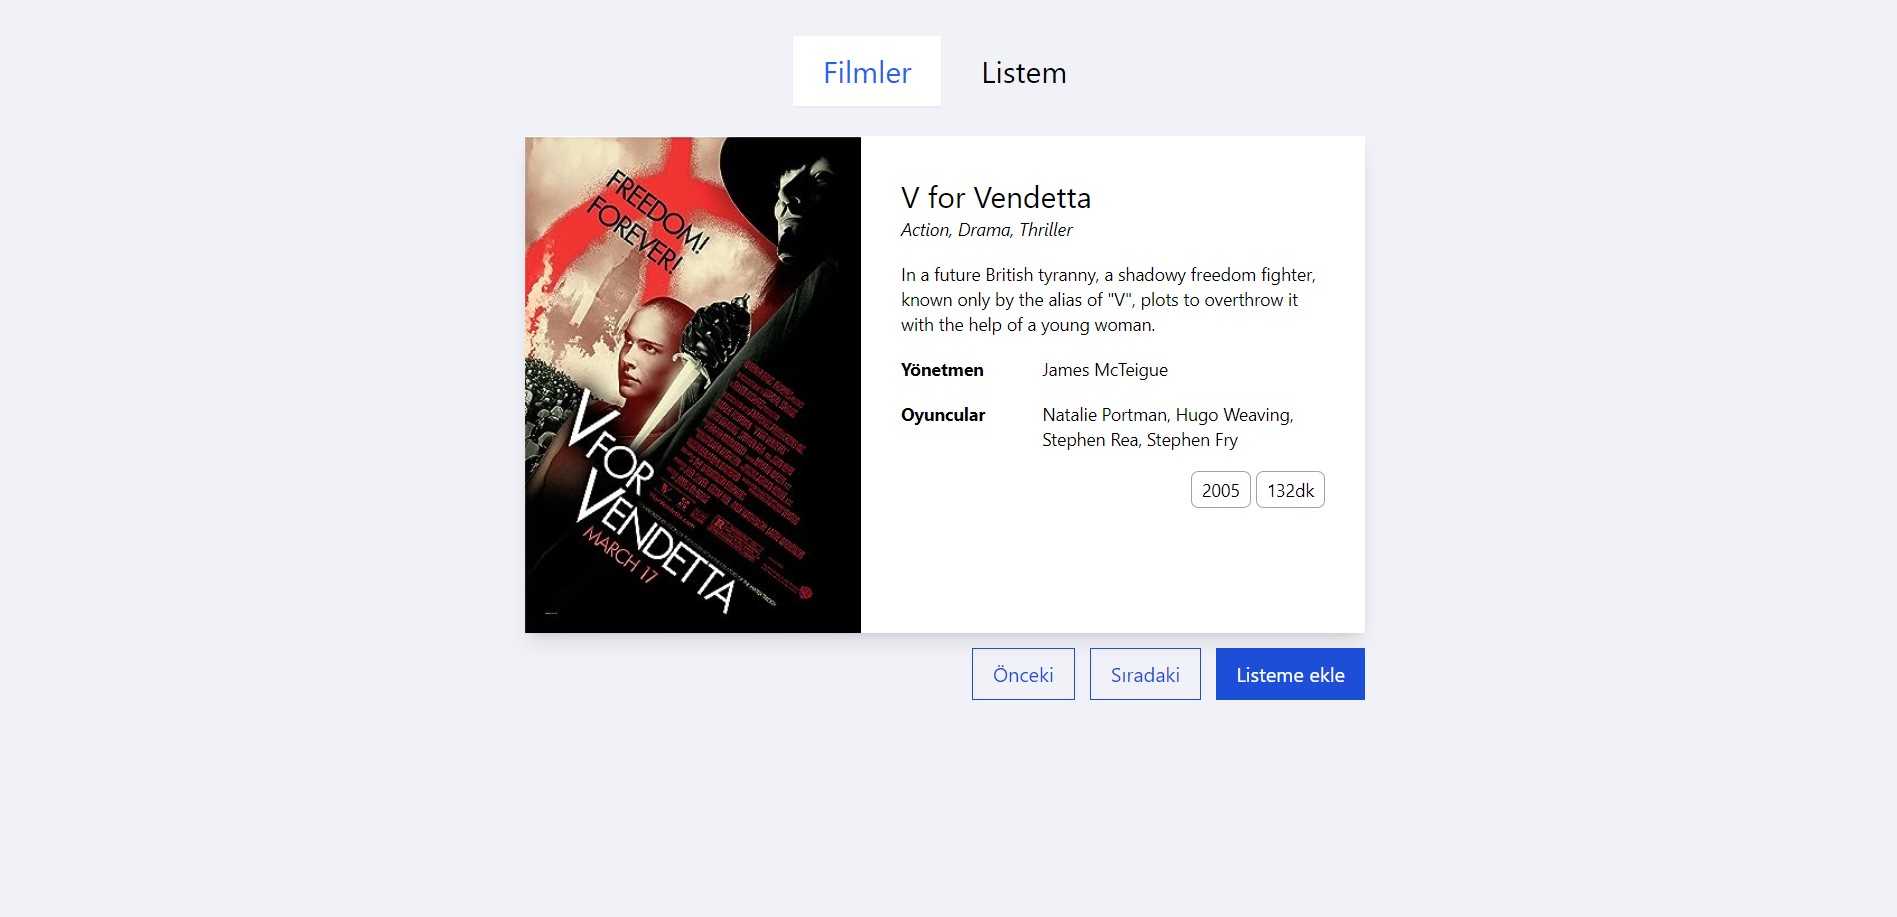 Filmler
Listem
FREEDOM!
FOREVER!
V FOR
VENDETTA
MARCH 17
V for Vendetta
Action, Drama, Thriller
In a future British tyranny, a shadowy freedom fighter,
known only by the alias of "V", plots to overthrow it
with the help of a young woman.
Yönetmen James McTeigue
Oyuncular Natalie Portman, Hugo Weaving,
Stephen Rea, Stephen Fry
2005 132dk
Önceki Sıradaki Listeme ekle